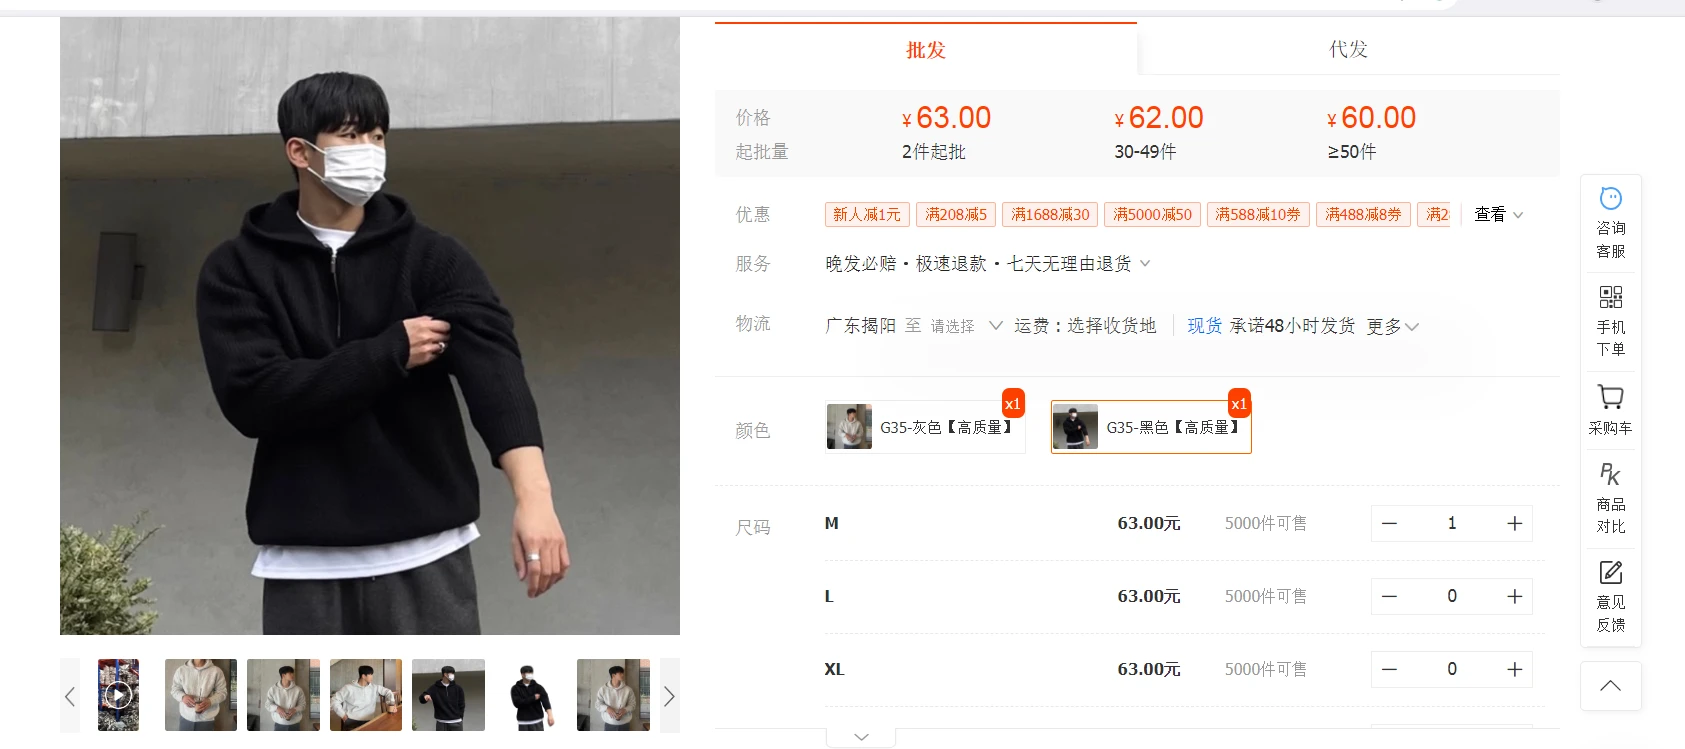 批发
代发
价格 ¥63.00 ¥62.00 ¥60.00
起批量 2件起批 30-49件 ≥50件
优惠 新人减1元 满208减5 满1688减30 满5000减50 满588减10券 满488减8券 满2 查看
服务 晚发必赔·极速退款·七天无理由退货
物流 广东揭阳 至 请选择 运费:选择收货地 现货 承诺48小时发货 更多
颜色 G35-灰色【高质量】 x1 G35-黑色【高质量】 x1
尺码 M 63.00元 5000件可售 1
L 63.00元 5000件可售 0
XL 63.00元 5000件可售 0
咨询
客服
手机
下单
采购车
PK
商品
对比
意见
反馈